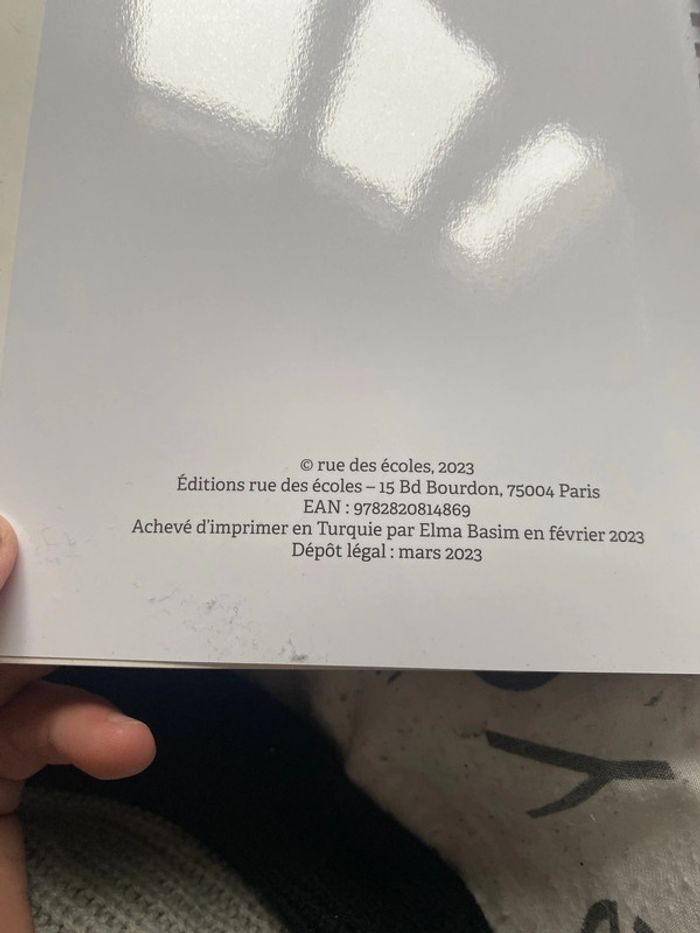 © rue des écoles, 2023
Éditions rue des écoles – 15 Bd Bourdon, 75004 Paris
EAN : 9782820814869
Achevé d'imprimer en Turquie par Elma Basim en février 2023
Dépôt légal : mars 2023